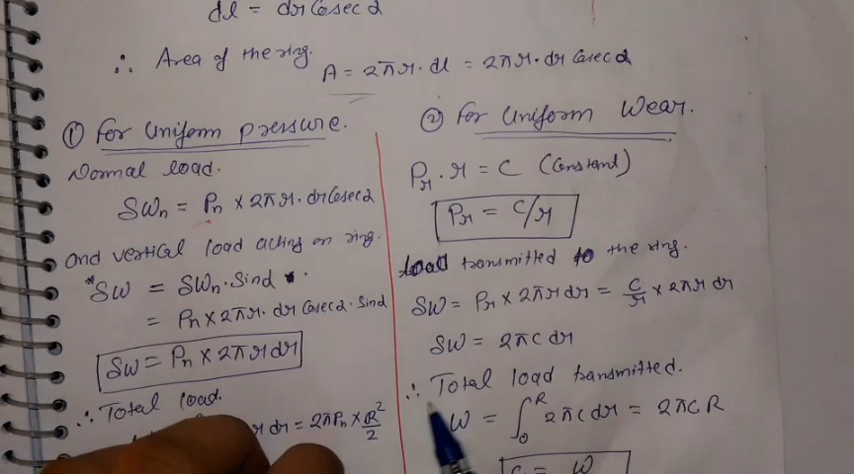 dl = dr Cosec α
∴ Area of the ring.
A = 2πr. dl = 2πr. dr Cosec α
① For Uniform pressure.
Normal load.
δWn = Pn × 2πr. dr Cosec α
and vertical load acting on ring.
*δW = δWn. Sin α
= Pn × 2πr. dr Cosec α. Sin α
δW = Pn × 2πr dr
∴ Total load.
r dr = 2πPn × R²/2
② For Uniform Wear.
Pr. r = C (Constant)
Pr = C/r
Load transmitted to the ring.
δW = Pr × 2πr dr = C/r × 2πr dr
δW = 2πC dr
∴ Total load transmitted.
W = ∫₀ᴿ 2πC dr = 2πCR
C = W